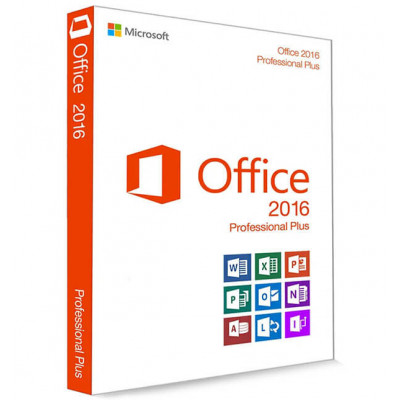 Microsoft
Office 2016
Professional Plus
Office
2016
Professional Plus
W X P
P O N
A L I
Office 2016
Professional Plus